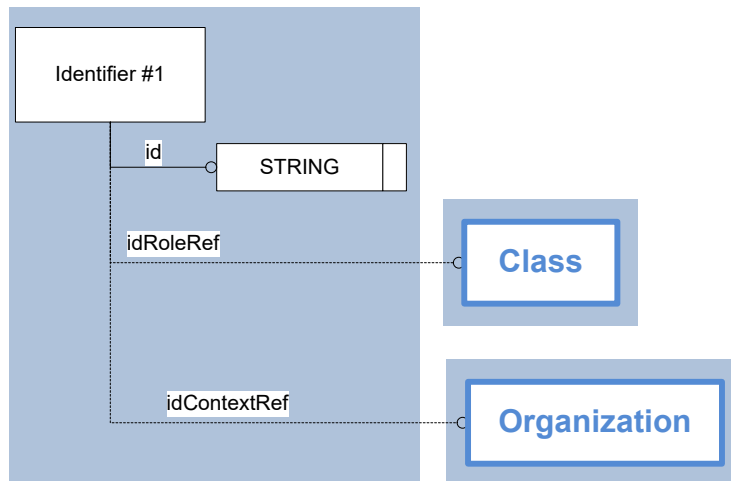 Identifier #1
id
STRING
idRoleRef
Class
idContextRef
Organization